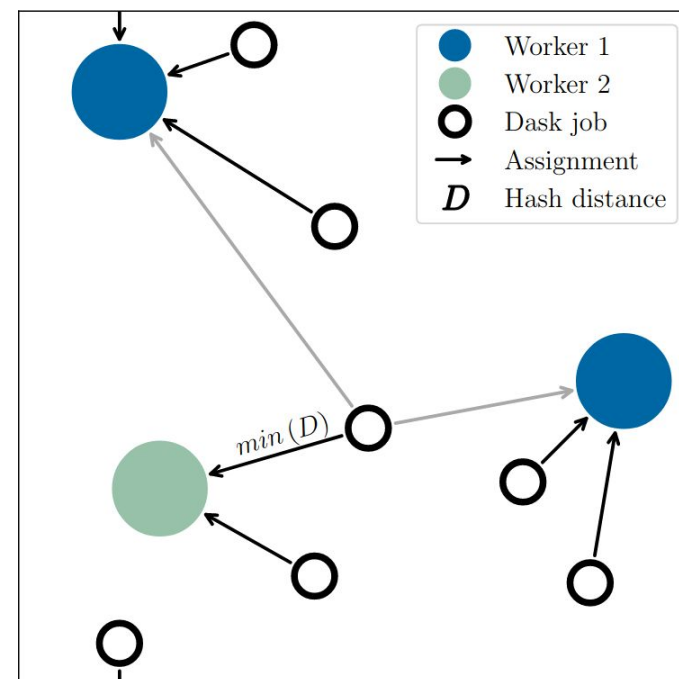 Worker 1
Worker 2
Dask job
Assignment
D Hash distance
min (D)